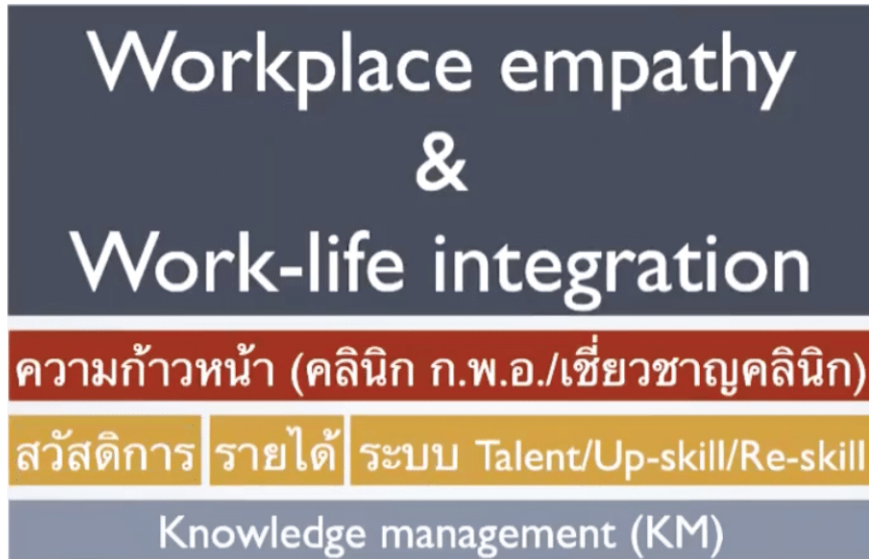 Workplace empathy
&
Work-life integration
ความก้าวหน้า (คลินิก ก.พ.อ./เชี่ยวชาญคลินิก)
สวัสดิการ รายได้ ระบบ Talent/Up-skill/Re-skill
Knowledge management (KM)